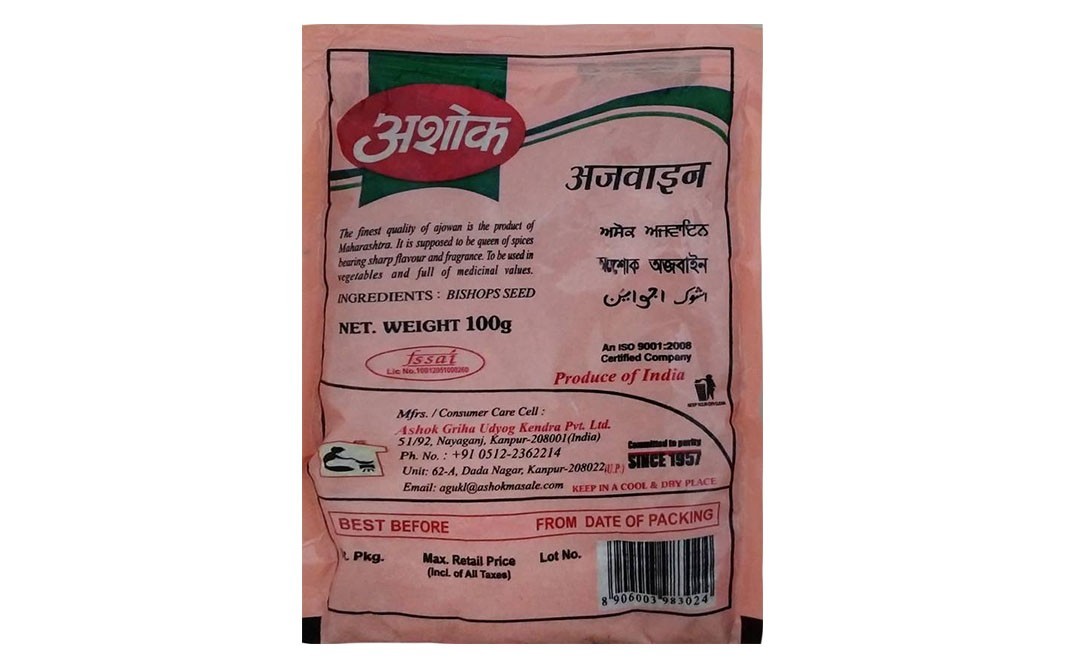 अशोक
अजवाइन
The finest quality of ajowan is the product of
Maharashtra. It is supposed to be queen of spices
bearing sharp flavour and fragrance. To be used in
vegetables and full of medicinal values.
INGREDIENTS : BISHOPS SEED
NET. WEIGHT 100g
ਅਸੋਕ ਅਜਵਾਇਨ
অশোক অজবাইন
اشوک اجوائن
An ISO 9001:2008
Certified Company
Produce of India
fssai
Lic No.
Mfrs. / Consumer Care Cell :
Ashok Griha Udyog Kendra Pvt. Ltd.
51/92, Nayaganj, Kanpur-208001(India)
Ph. No. : +91 0512-2362214
Unit: 62-A, Dada Nagar, Kanpur-208022(U.P.)
Email: agukl@ashokmasale.com
Committed to purity
SINCE 1957
KEEP IN A COOL & DRY PLACE
BEST BEFORE FROM DATE OF PACKING
Pkg.
Max. Retail Price
(Incl. of All Taxes)
Lot No.
8 906003 983024